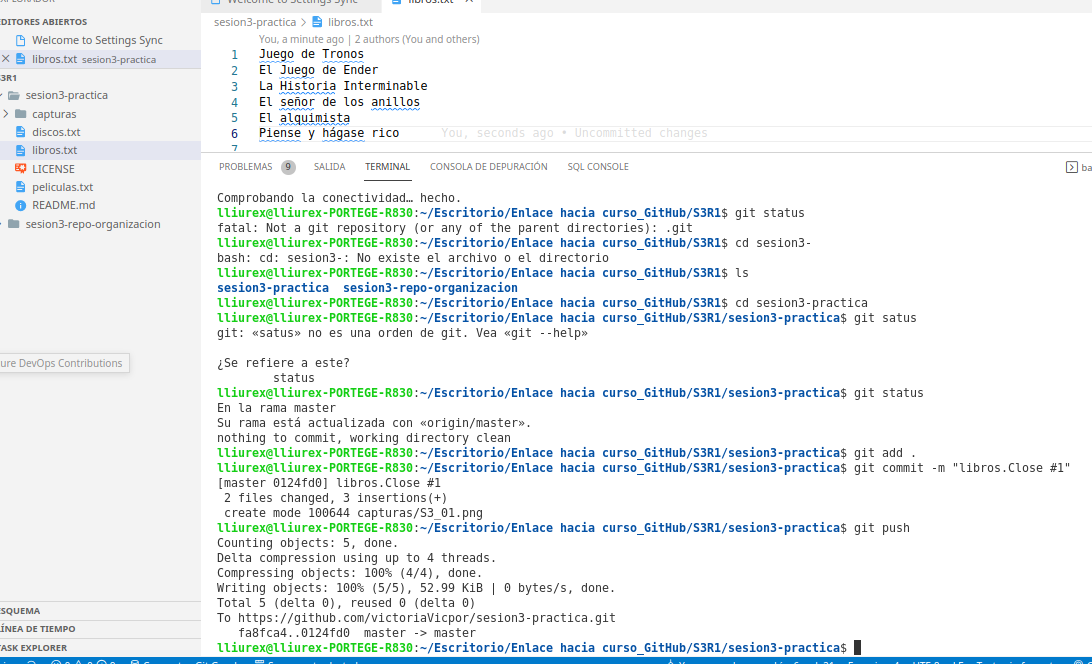 EXPLORADOR
EDITORES ABIERTOS
Welcome to Settings Sync
libros.txt sesion3-practica
S3R1
sesion3-practica
capturas
discos.txt
libros.txt
LICENSE
peliculas.txt
README.md
sesion3-repo-organizacion
ure DevOps Contributions
ESQUEMA
LÍNEA DE TIEMPO
TASK EXPLORER
Welcome to Settings Sync
libros.txt
sesion3-practica > libros.txt
You, a minute ago | 2 authors (You and others)
1 Juego de Tronos
2 El Juego de Ender
3 La Historia Interminable
4 El señor de los anillos
5 El alquimista
6 Piense y hágase rico You, seconds ago • Uncommitted changes
7
PROBLEMAS 9 SALIDA TERMINAL CONSOLA DE DEPURACIÓN SQL CONSOLE ba
Comprobando la conectividad… hecho.
lliurex@lliurex-PORTEGE-R830:~/Escritorio/Enlace hacia curso_GitHub/S3R1$ git status
fatal: Not a git repository (or any of the parent directories): .git
lliurex@lliurex-PORTEGE-R830:~/Escritorio/Enlace hacia curso_GitHub/S3R1$ cd sesion3-
bash: cd: sesion3-: No existe el archivo o el directorio
lliurex@lliurex-PORTEGE-R830:~/Escritorio/Enlace hacia curso_GitHub/S3R1$ ls
sesion3-practica sesion3-repo-organizacion
lliurex@lliurex-PORTEGE-R830:~/Escritorio/Enlace hacia curso_GitHub/S3R1$ cd sesion3-practica
lliurex@lliurex-PORTEGE-R830:~/Escritorio/Enlace hacia curso_GitHub/S3R1/sesion3-practica$ git satus
git: «satus» no es una orden de git. Vea «git --help»
¿Se refiere a este?
status
lliurex@lliurex-PORTEGE-R830:~/Escritorio/Enlace hacia curso_GitHub/S3R1/sesion3-practica$ git status
En la rama master
Su rama está actualizada con «origin/master».
nothing to commit, working directory clean
lliurex@lliurex-PORTEGE-R830:~/Escritorio/Enlace hacia curso_GitHub/S3R1/sesion3-practica$ git add .
lliurex@lliurex-PORTEGE-R830:~/Escritorio/Enlace hacia curso_GitHub/S3R1/sesion3-practica$ git commit -m "libros.Close #1"
[master 0124fd0] libros.Close #1
2 files changed, 3 insertions(+)
create mode 100644 capturas/S3_01.png
lliurex@lliurex-PORTEGE-R830:~/Escritorio/Enlace hacia curso_GitHub/S3R1/sesion3-practica$ git push
Counting objects: 5, done.
Delta compression using up to 4 threads.
Compressing objects: 100% (4/4), done.
Writing objects: 100% (5/5), 52.99 KiB | 0 bytes/s, done.
Total 5 (delta 0), reused 0 (delta 0)
To https://github.com/victoriaVicpor/sesion3-practica.git
fa8fca4..0124fd0 master -> master
lliurex@lliurex-PORTEGE-R830:~/Escritorio/Enlace hacia curso_GitHub/S3R1/sesion3-practica$